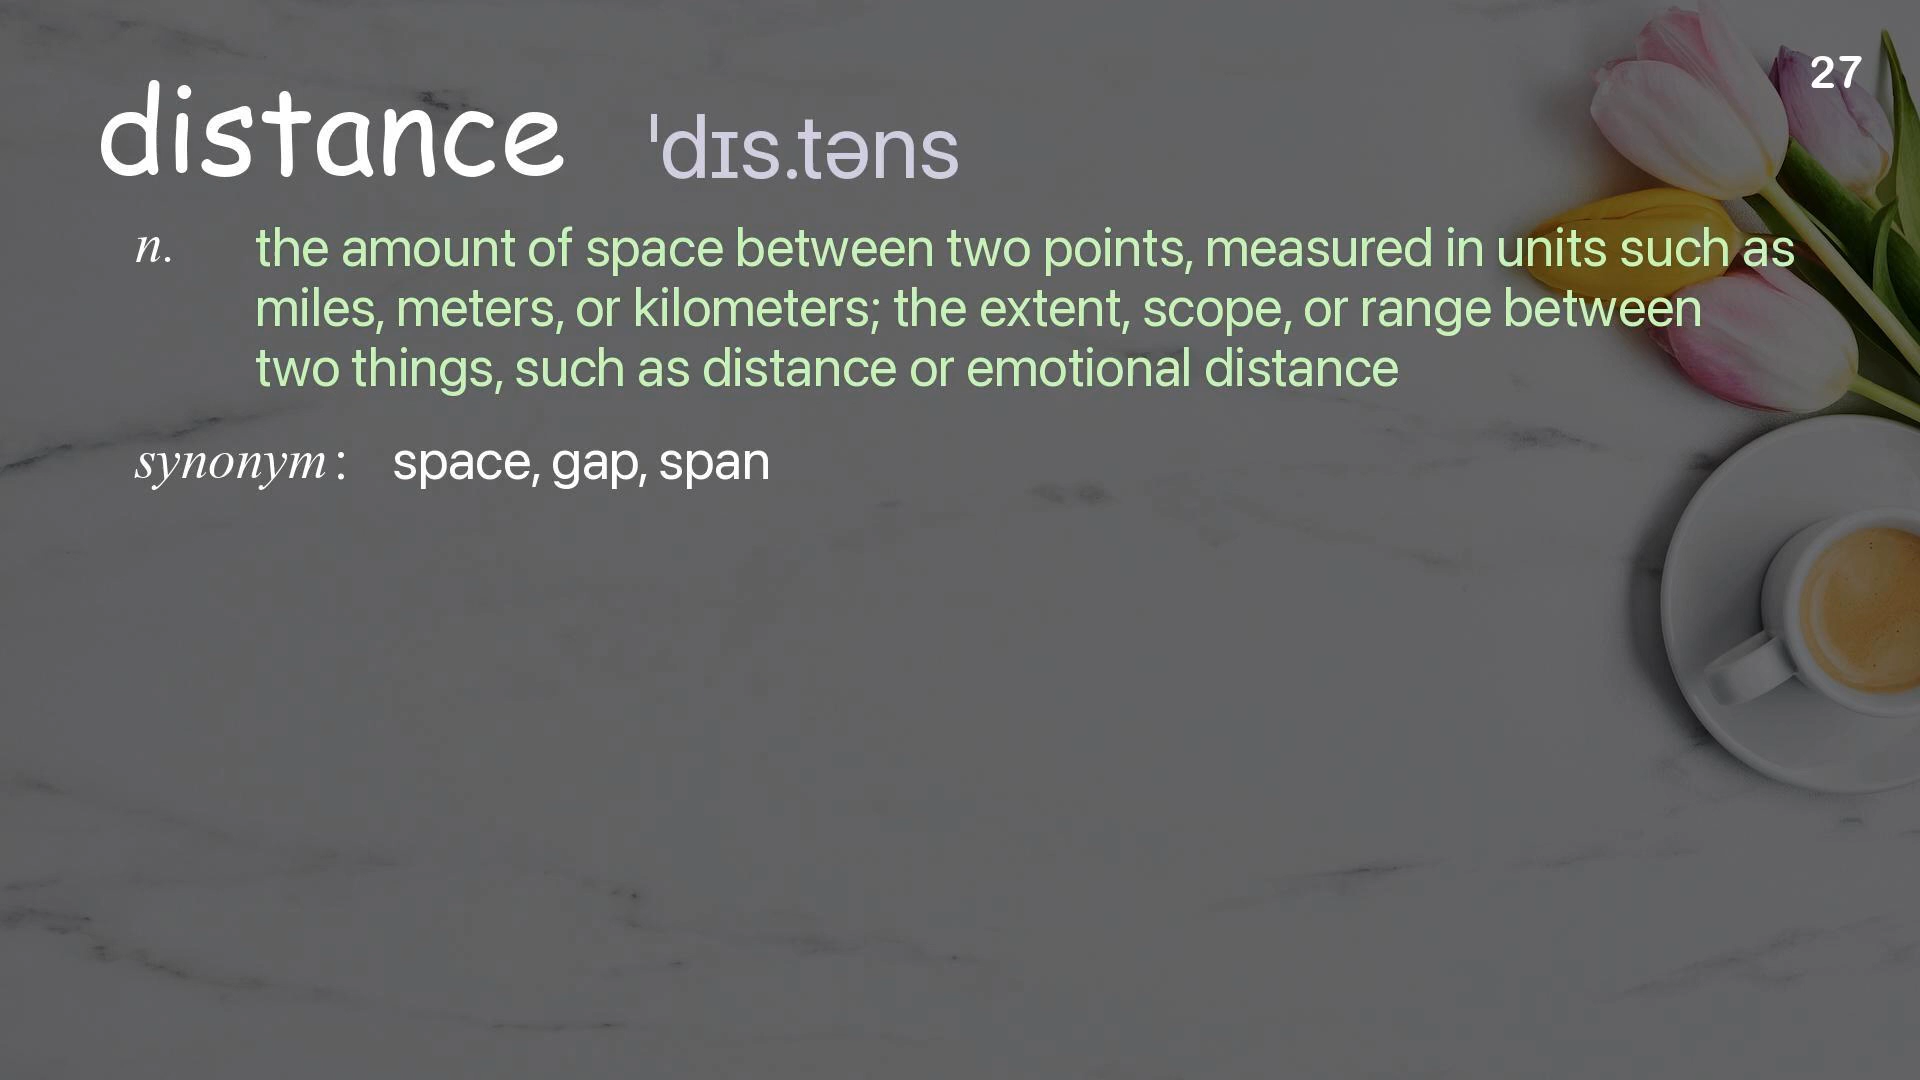 27
distance ˈdɪs.təns
n. the amount of space between two points, measured in units such as
miles, meters, or kilometers; the extent, scope, or range between
two things, such as distance or emotional distance
synonym: space, gap, span